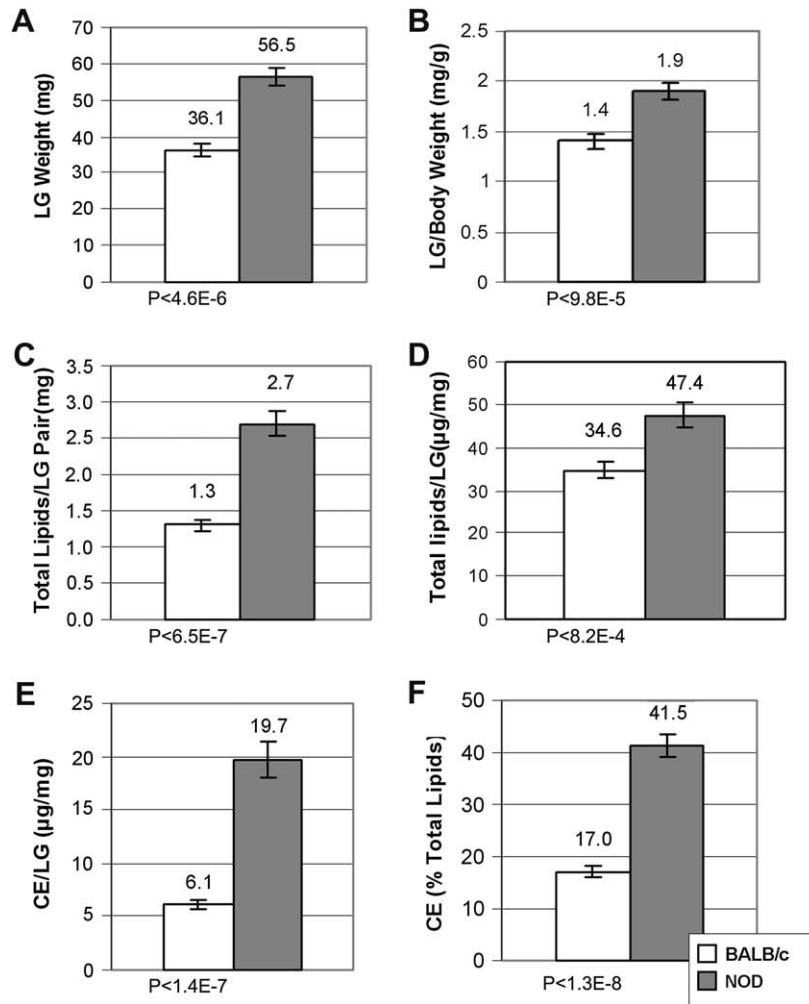 A
LG Weight (mg)
70
60
50
40
30
20
10
0
36.1
56.5
P<4.6E-6
B
LG/Body Weight (mg/g)
2.5
2
1.5
1
0.5
0
1.4
1.9
P<9.8E-5
C
Total Lipids/LG Pair(mg)
3.5
3.0
2.5
2.0
1.5
1.0
0.5
0.0
1.3
2.7
P<6.5E-7
D
Total lipids/LG(µg/mg)
60
50
40
30
20
10
0
34.6
47.4
P<8.2E-4
E
CE/LG (µg/mg)
25
20
15
10
5
0
6.1
19.7
P<1.4E-7
F
CE (% Total Lipids)
50
40
30
20
10
0
17.0
41.5
P<1.3E-8
BALB/c
NOD